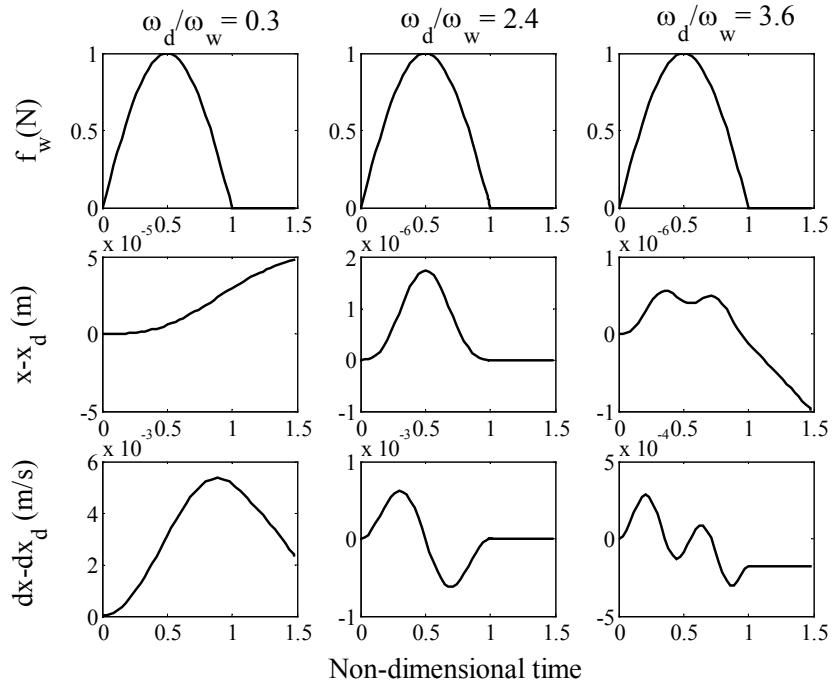 ω_d/ω_w = 0.3 ω_d/ω_w = 2.4 ω_d/ω_w = 3.6
f_w(N)
1 0.5 0 0 0.5 1 1.5
1 0.5 0 0 0.5 1 1.5
1 0.5 0 0 0.5 1 1.5
x-x_d (m)
x 10^-5 5 0 -5 0 0.5 1 1.5
x 10^-6 2 1 0 -1 0 0.5 1 1.5
x 10^-6 1 0 -1 0 0.5 1 1.5
dx-dx_d (m/s)
x 10^-3 6 4 2 0 0 0.5 1 1.5
x 10^-3 1 0 -1 0 0.5 1 1.5
x 10^-4 5 0 -5 0 0.5 1 1.5
Non-dimensional time